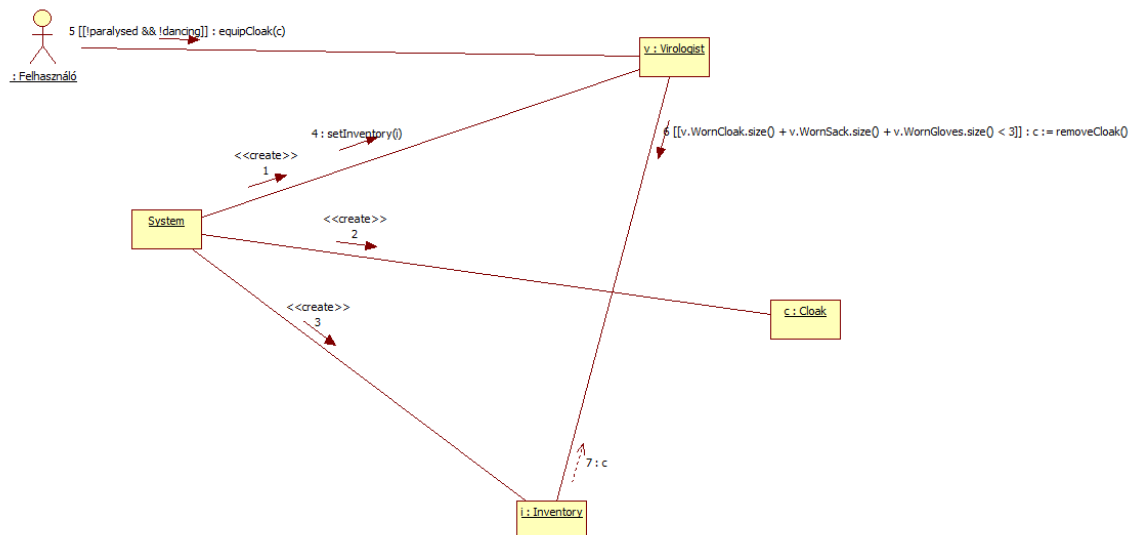 5 [[!paralysed && !dancing]] : equipCloak(c)
: Felhasználó
v : Virologist
4 : setInventory(i)
6 [[v.WornCloak.size() + v.WornSack.size() + v.WornGloves.size() < 3]] : c := removeCloak()
<<create>>
1
System
<<create>>
2
<<create>>
3
c : Cloak
7 : c
i : Inventory